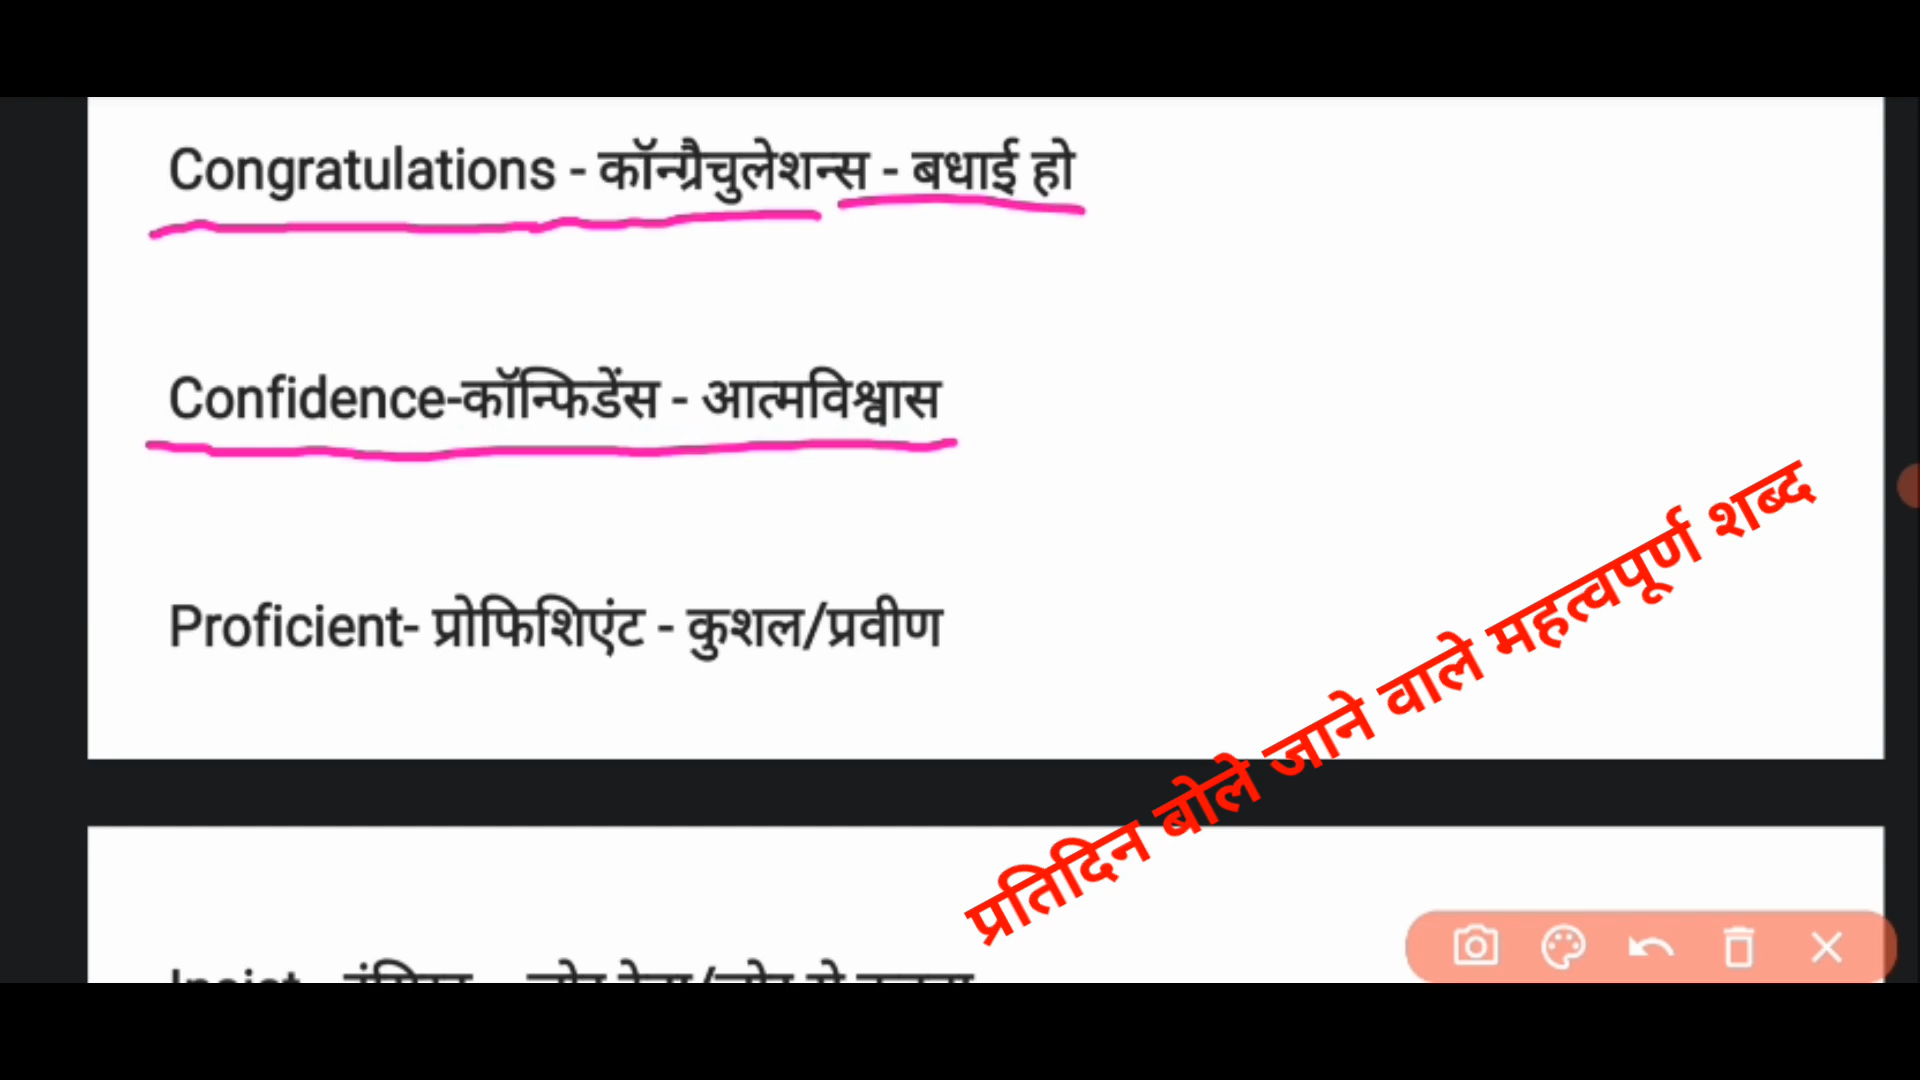 Congratulations - कॉन्ग्रैचुलेशन्स - बधाई हो
Confidence-कॉन्फिडेंस - आत्मविश्वास
Proficient- प्रोफिशिएंट - कुशल/प्रवीण
प्रतिदिन बोले जाने वाले महत्वपूर्ण शब्द